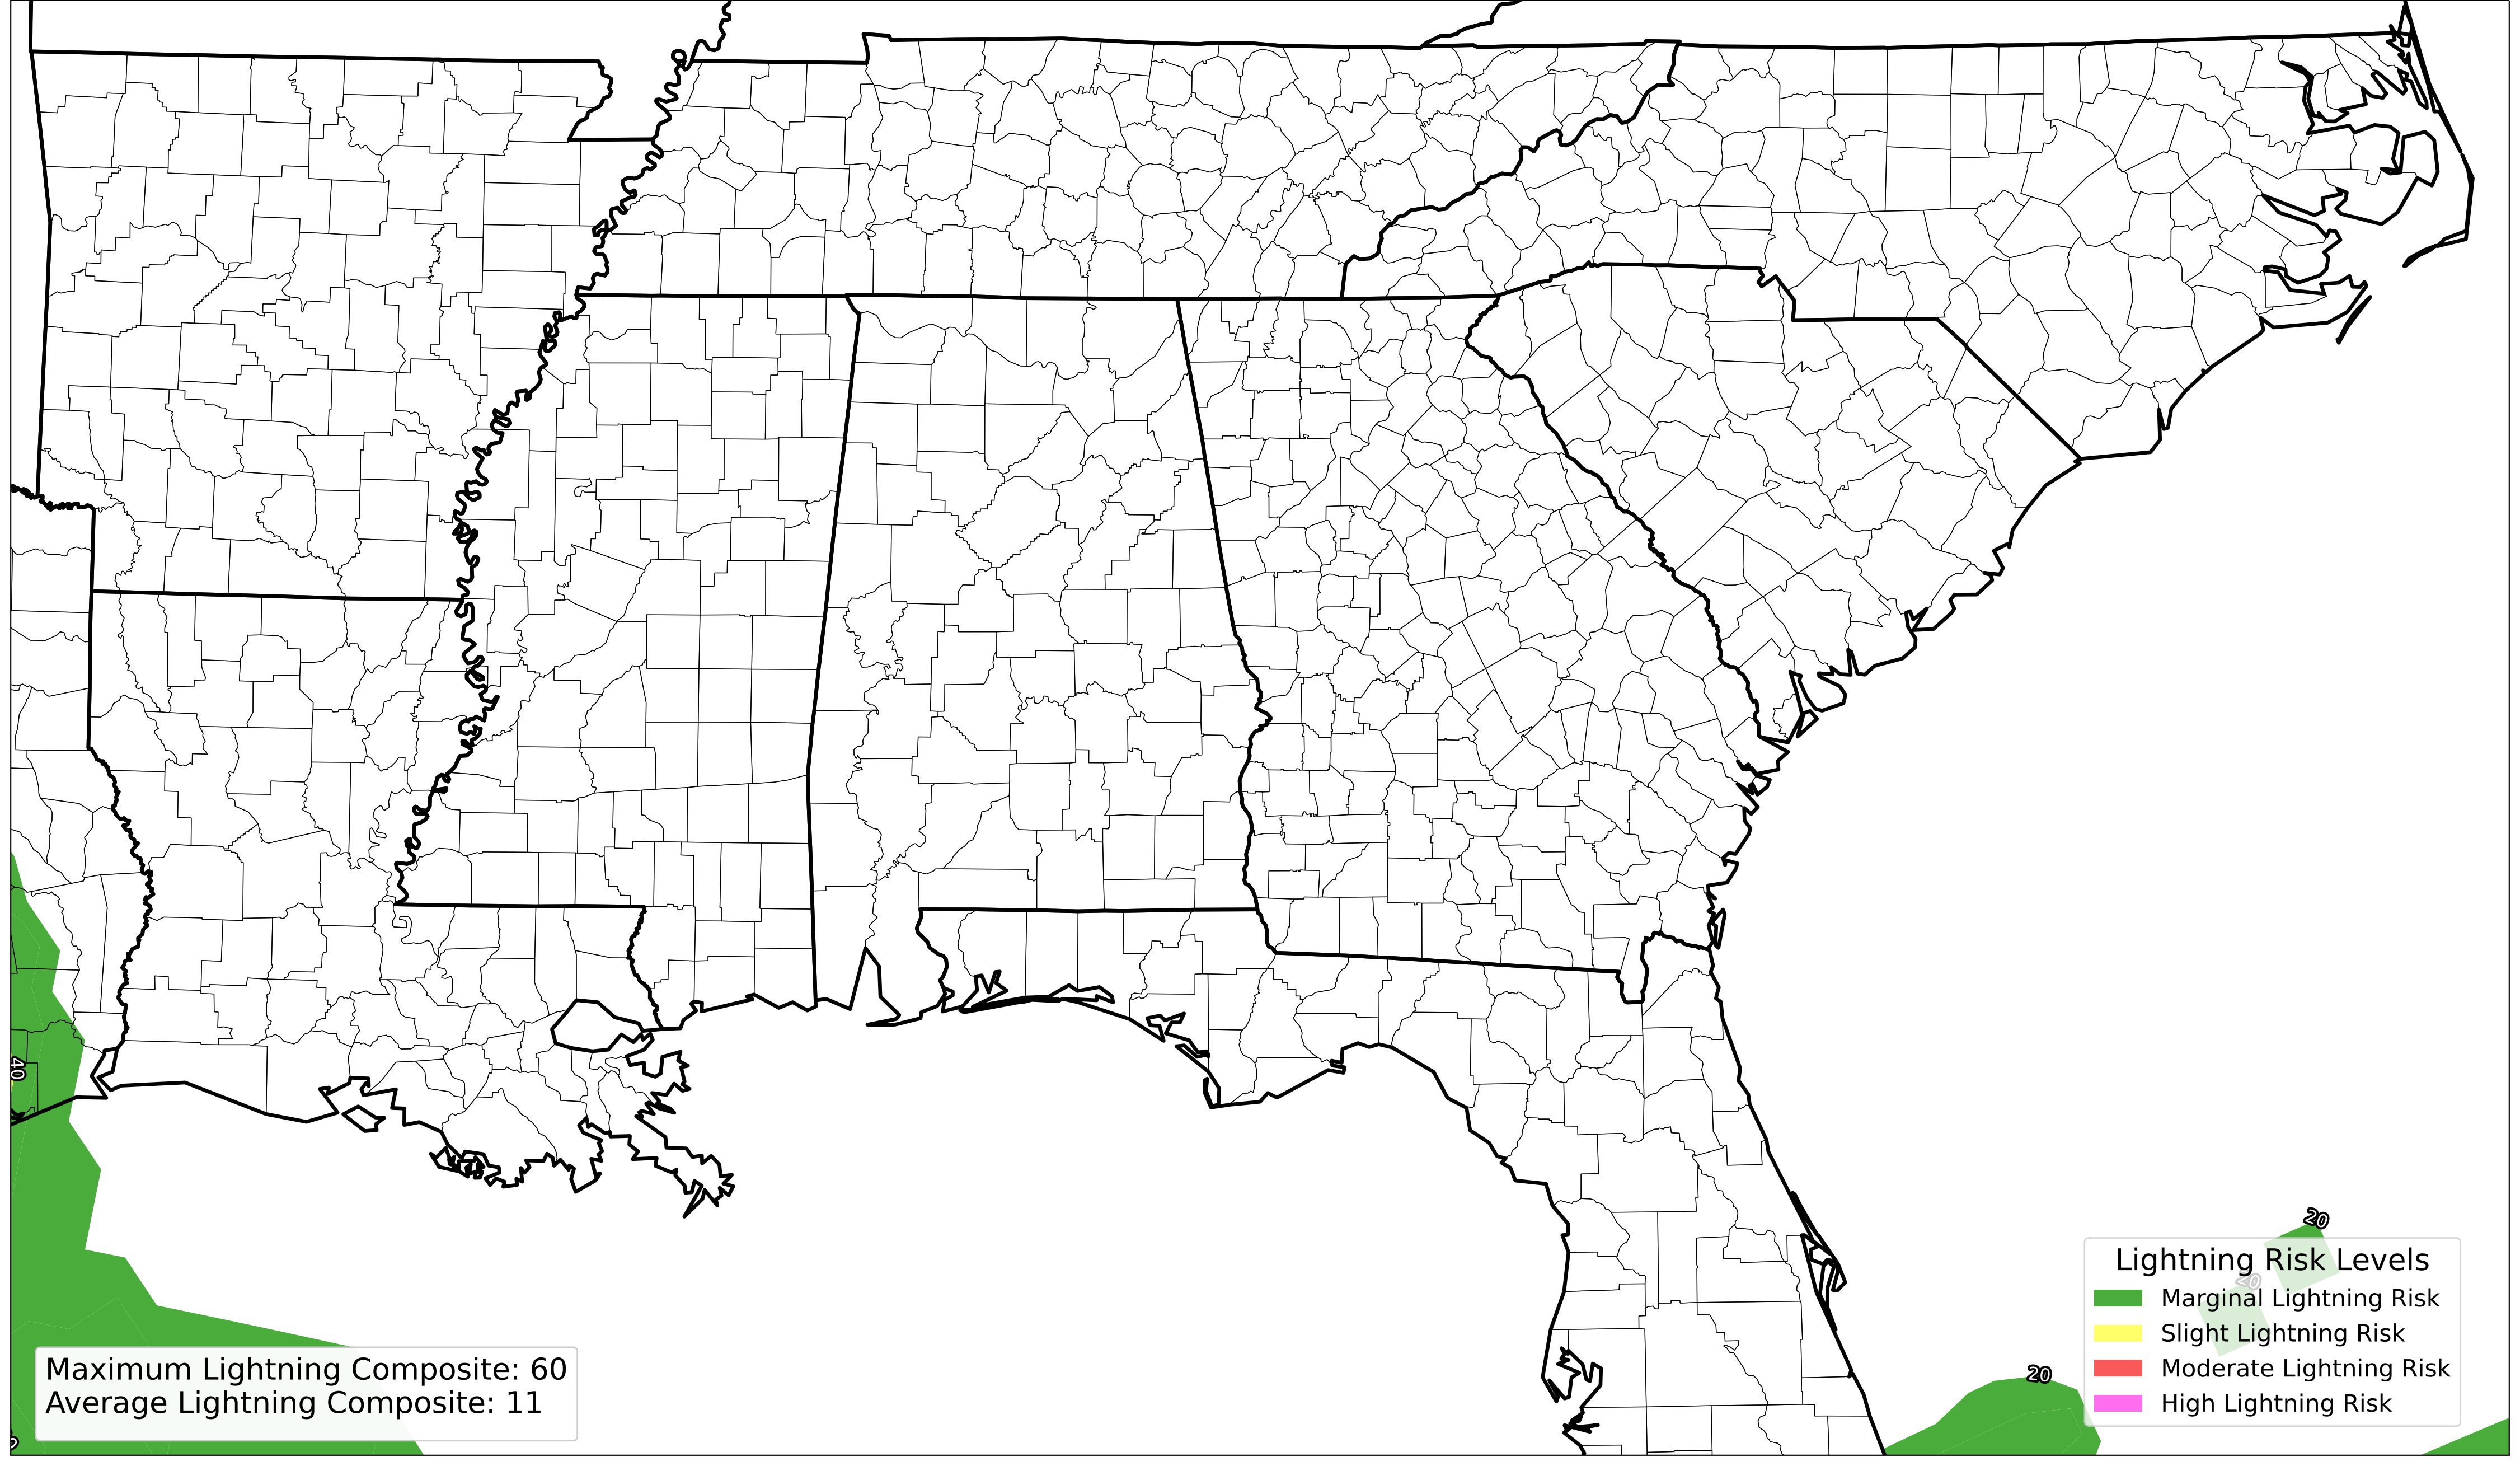 40
20
20
20
Lightning Risk Levels
Marginal Lightning Risk
Slight Lightning Risk
Moderate Lightning Risk
High Lightning Risk
Maximum Lightning Composite: 60
Average Lightning Composite: 11